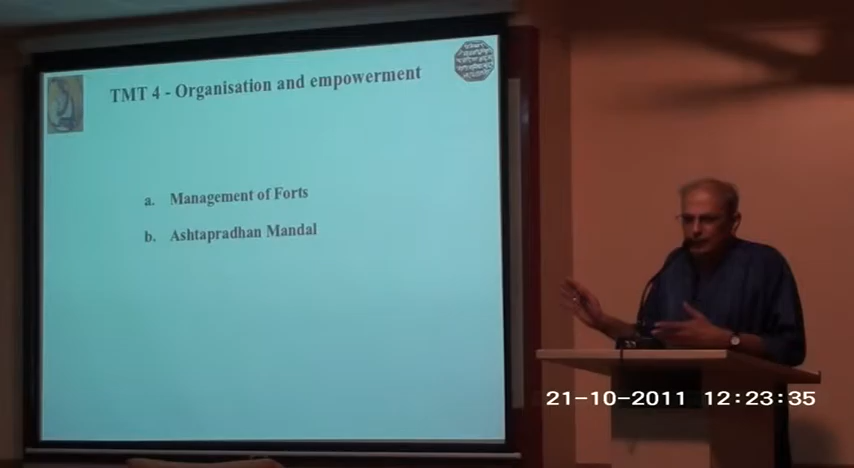 TMT 4 - Organisation and empowerment
a. Management of Forts
b. Ashtapradhan Mandal
21-10-2011 12:23:35